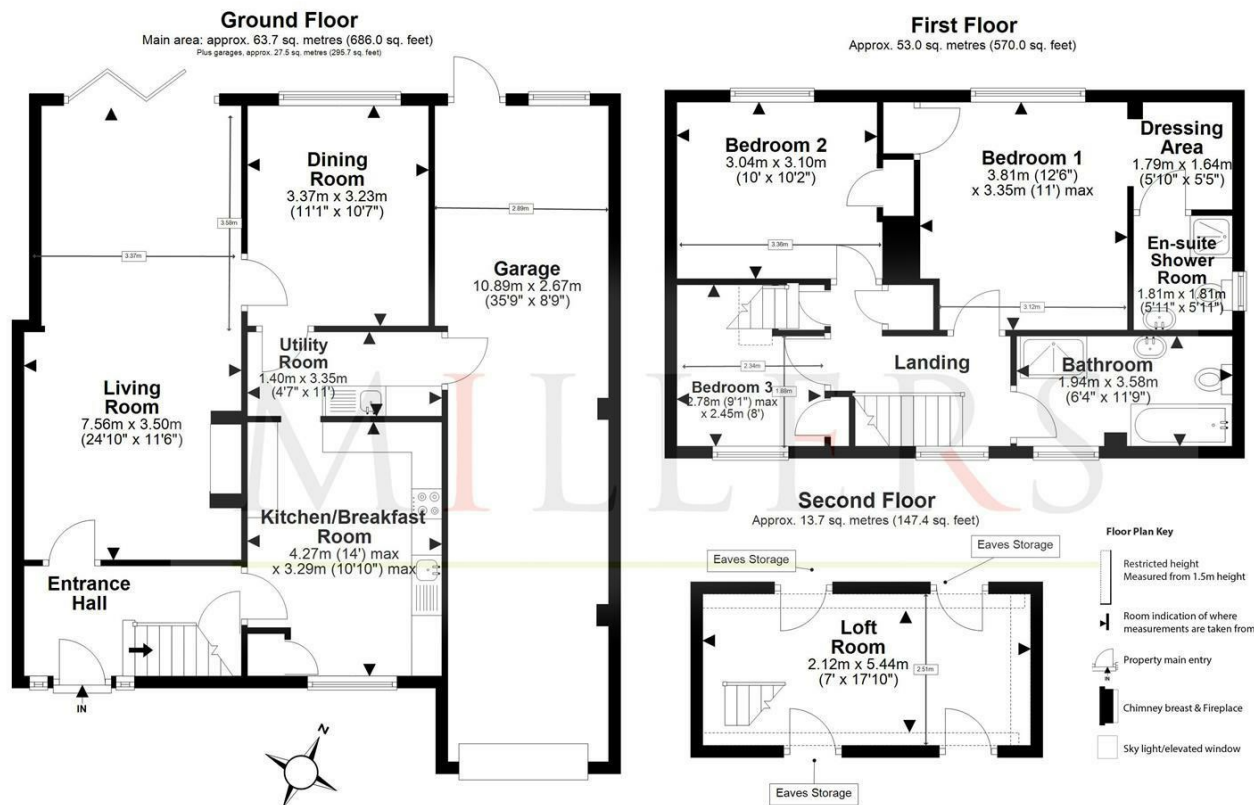 Ground Floor
Main area: approx. 63.7 sq. metres (686.0 sq. feet)
Plus garages, approx. 27.5 sq. metres (295.7 sq. feet)
Dining
Room
3.37m x 3.23m
(11'1" x 10'7")
3.59m
3.37m
2.89m
Garage
10.89m x 2.67m
(35'9" x 8'9")
Utility
Room
1.40m x 3.35m
(4'7" x 11')
Living
Room
7.56m x 3.50m
(24'10" x 11'6")
Kitchen/Breakfast
Room
4.27m (14') max
x 3.29m (10'10") max
Entrance
Hall
IN
N
First Floor
Approx. 53.0 sq. metres (570.0 sq. feet)
Bedroom 2
3.04m x 3.10m
(10' x 10'2")
3.38m
Bedroom 1
3.81m (12'6")
x 3.35m (11') max
3.12m
Dressing
Area
1.79m x 1.64m
(5'10" x 5'5")
En-suite
Shower
Room
1.81m x 1.81m
(5'11" x 5'11")
Landing
Bathroom
1.94m x 3.58m
(6'4" x 11'9")
2.34m
Bedroom 3
2.78m (9'1") max
x 2.45m (8')
MILLERS
Second Floor
Approx. 13.7 sq. metres (147.4 sq. feet)
Eaves Storage
Eaves Storage
Loft
Room
2.12m x 5.44m
(7' x 17'10")
2.51m
Eaves Storage
Floor Plan Key
Restricted height
Measured from 1.5m height
Room indication of where
measurements are taken from
Property main entry
IN
Chimney breast & Fireplace
Sky light/elevated window